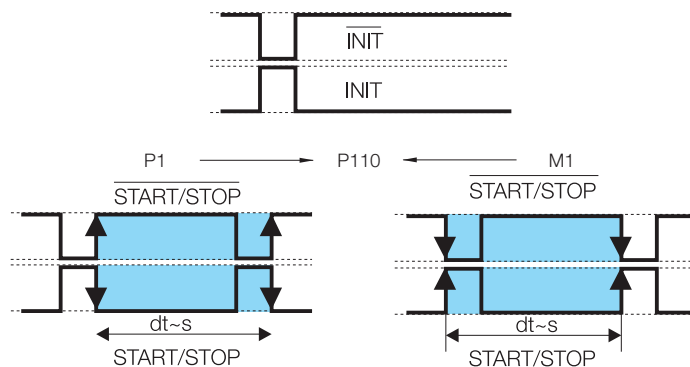 INIT
INIT
P1 P110 M1
START/STOP START/STOP
dt~s dt~s
START/STOP START/STOP